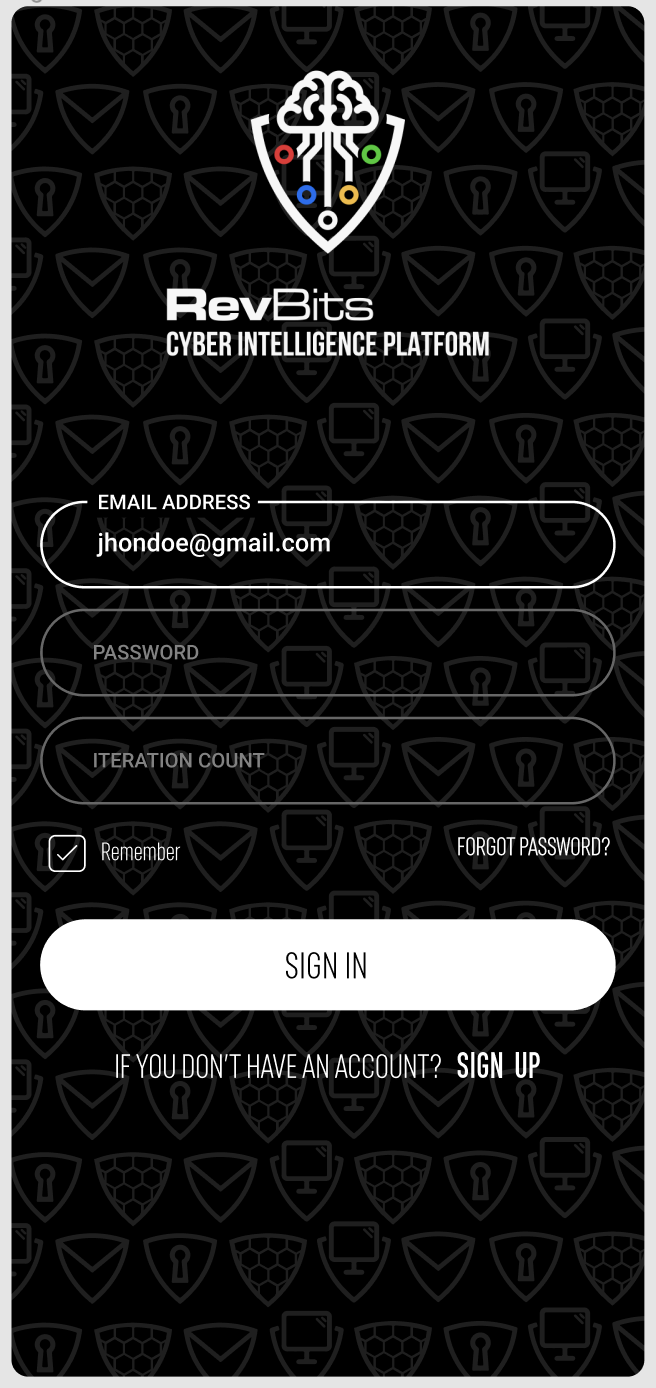 RevBits
CYBER INTELLIGENCE PLATFORM
EMAIL ADDRESS
jhondoe@gmail.com
PASSWORD
ITERATION COUNT
Remember
FORGOT PASSWORD?
SIGN IN
IF YOU DON'T HAVE AN ACCOUNT? SIGN UP